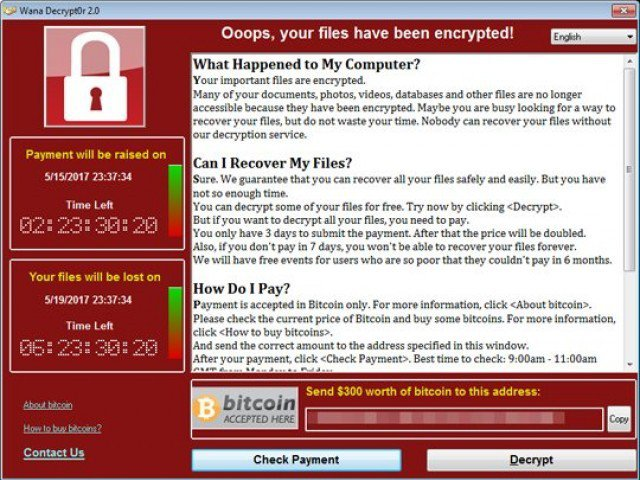 Wana Decrypt0r 2.0
Ooops, your files have been encrypted!
English
What Happened to My Computer?
Your important files are encrypted.
Many of your documents, photos, videos, databases and other files are no longer
accessible because they have been encrypted. Maybe you are busy looking for a way to
recover your files, but do not waste your time. Nobody can recover your files without
our decryption service.
Can I Recover My Files?
Sure. We guarantee that you can recover all your files safely and easily. But you have
not so enough time.
You can decrypt some of your files for free. Try now by clicking <Decrypt>.
But if you want to decrypt all your files, you need to pay.
You only have 3 days to submit the payment. After that the price will be doubled.
Also, if you don't pay in 7 days, you won't be able to recover your files forever.
We will have free events for users who are so poor that they couldn't pay in 6 months.
How Do I Pay?
Payment is accepted in Bitcoin only. For more information, click <About bitcoin>.
Please check the current price of Bitcoin and buy some bitcoins. For more information,
click <How to buy bitcoins>.
And send the correct amount to the address specified in this window.
After your payment, click <Check Payment>. Best time to check: 9:00am - 11:00am
GMT from Monday to Friday.
Payment will be raised on
5/15/2017 23:37:34
Time Left
02:23:30:20
Your files will be lost on
5/19/2017 23:37:34
Time Left
06:23:30:20
About bitcoin
How to buy bitcoins?
Contact Us
bitcoin
ACCEPTED HERE
Send $300 worth of bitcoin to this address:
Copy
Check Payment
Decrypt